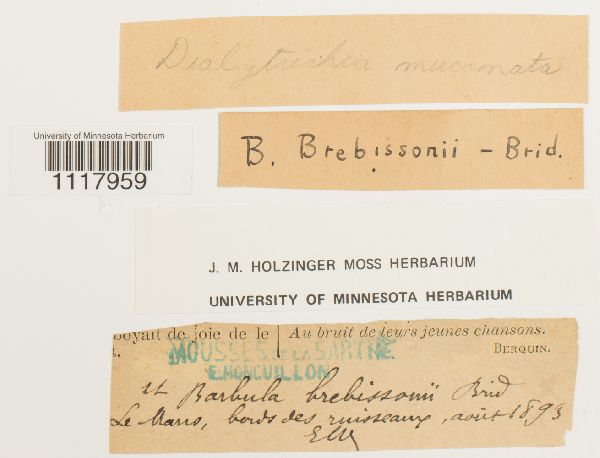 Dialytrichia mucronata
University of Minnesota Herbarium
1117959
B. Brebissonii - Brid.
J. M. HOLZINGER MOSS HERBARIUM
UNIVERSITY OF MINNESOTA HERBARIUM
boyait de joie de le
Au bruit de leurs jeunes chansons.
BERQUIN.
MOUSSES DE LA SARTHE
E. MONGUILLON
Barbula brebissonii Brid
Le Mans, bords des ruisseaux, août 1893
EM